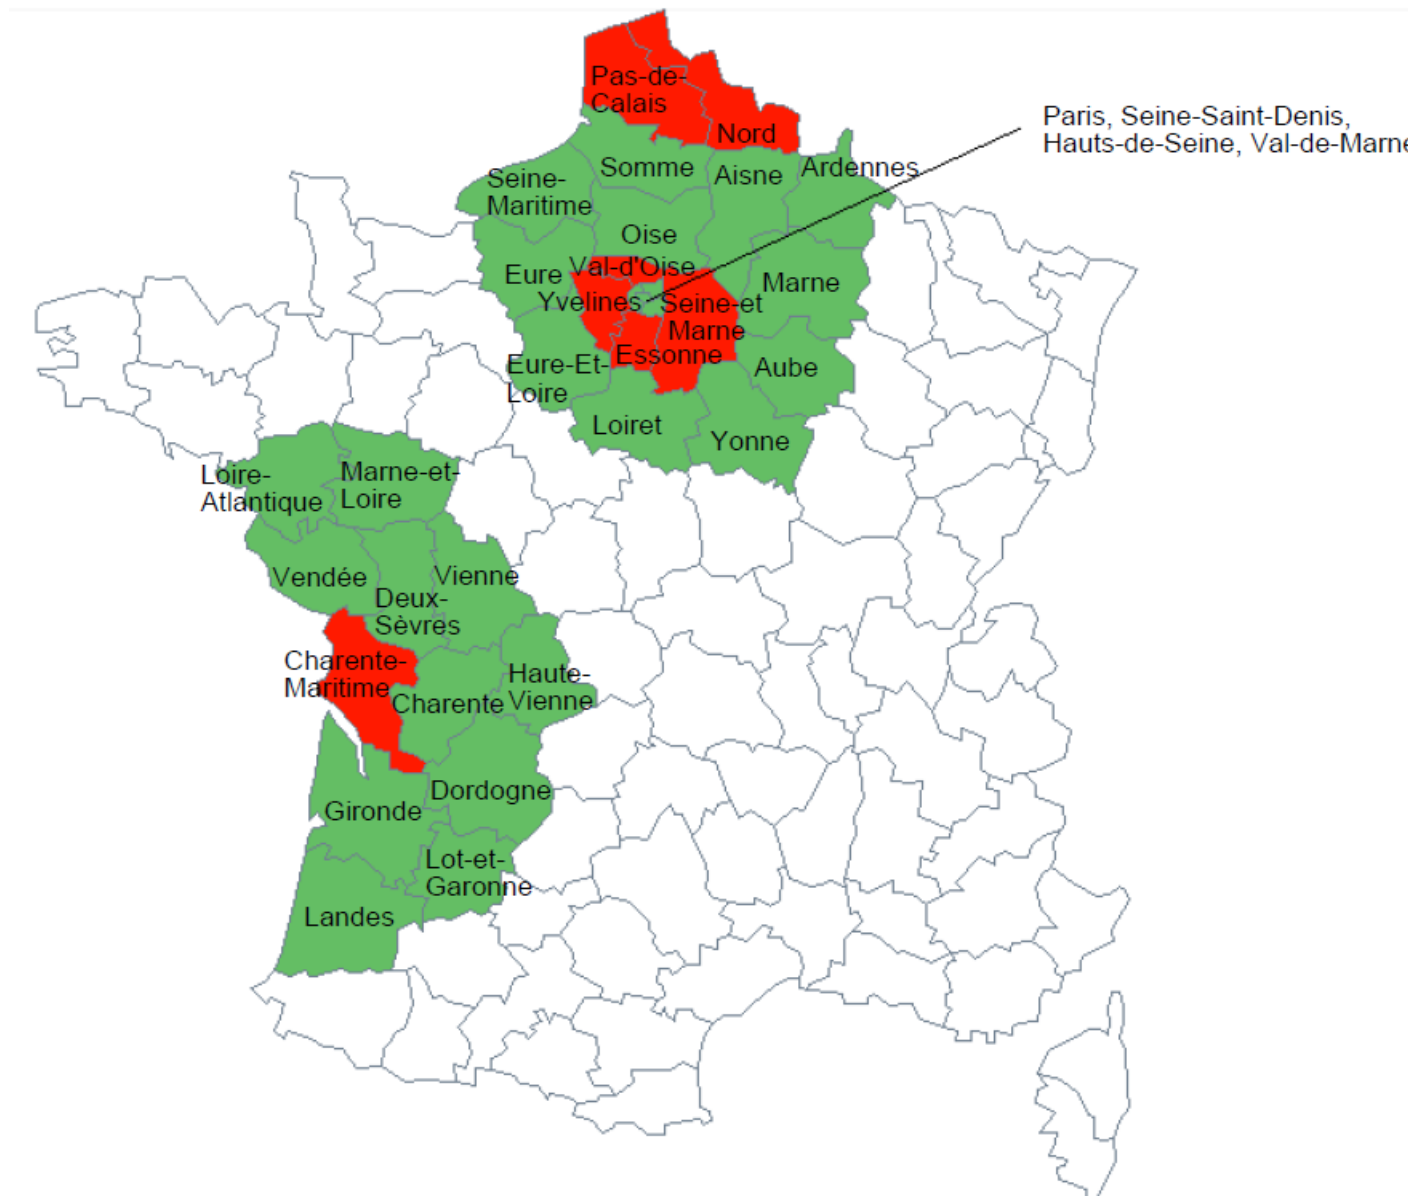 Pas-de-
Calais
Nord
Paris, Seine-Saint-Denis,
Hauts-de-Seine, Val-de-Marne
Somme
Aisne
Ardennes
Seine-
Maritime
Oise
Eure
Val-d'Oise
Marne
Yvelines
Seine-et
Marne
Essonne
Eure-Et-
Loire
Aube
Loiret
Yonne
Loire-
Atlantique
Marne-et-
Loire
Vendée
Vienne
Deux-
Sèvres
Charente-
Maritime
Haute-
Vienne
Charente
Gironde
Dordogne
Lot-et-
Garonne
Landes